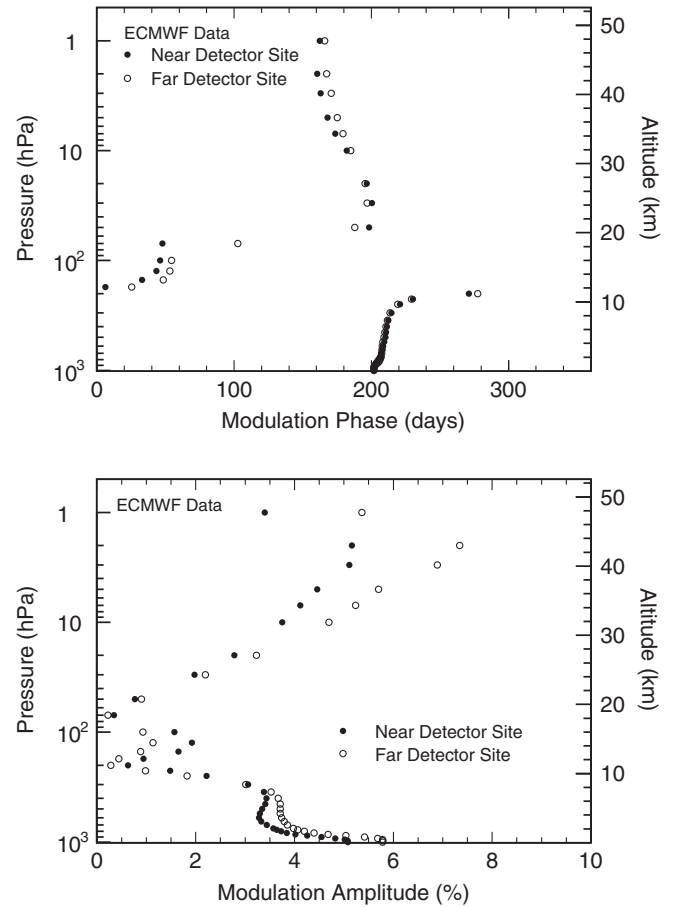 ECMWF Data
Near Detector Site
Far Detector Site
1
10
10²
10³
Pressure (hPa)
50
40
30
20
10
Altitude (km)
0
100
200
300
Modulation Phase (days)
ECMWF Data
Near Detector Site
Far Detector Site
1
10
10²
10³
Pressure (hPa)
50
40
30
20
10
Altitude (km)
0
2
4
6
8
10
Modulation Amplitude (%)